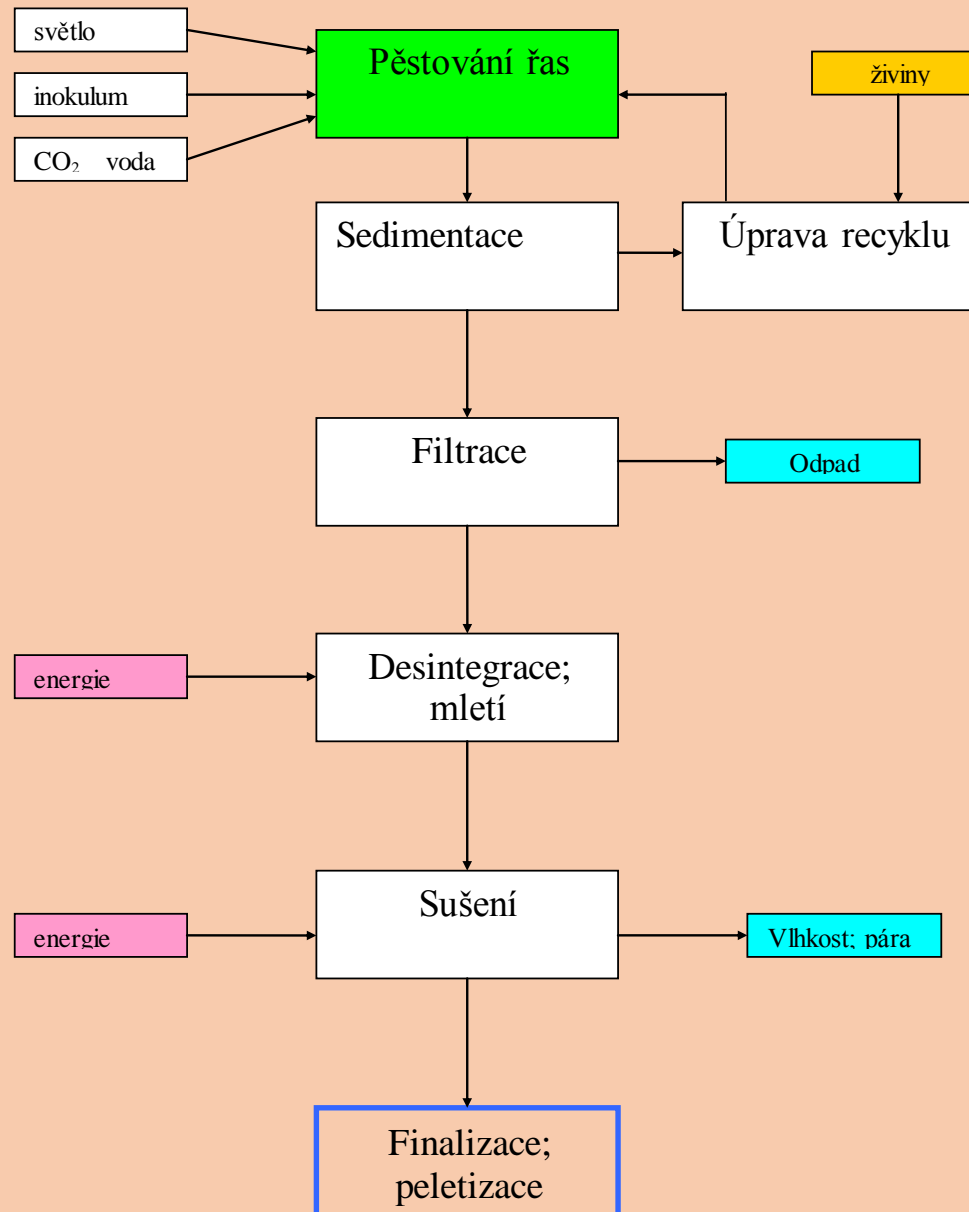 světlo
inokulum
CO₂ voda
Pěstování řas
živiny
Sedimentace
Úprava recyklu
Filtrace
Odpad
energie
Desintegrace;
mletí
energie
Sušení
Vlhkost; pára
Finalizace;
peletizace